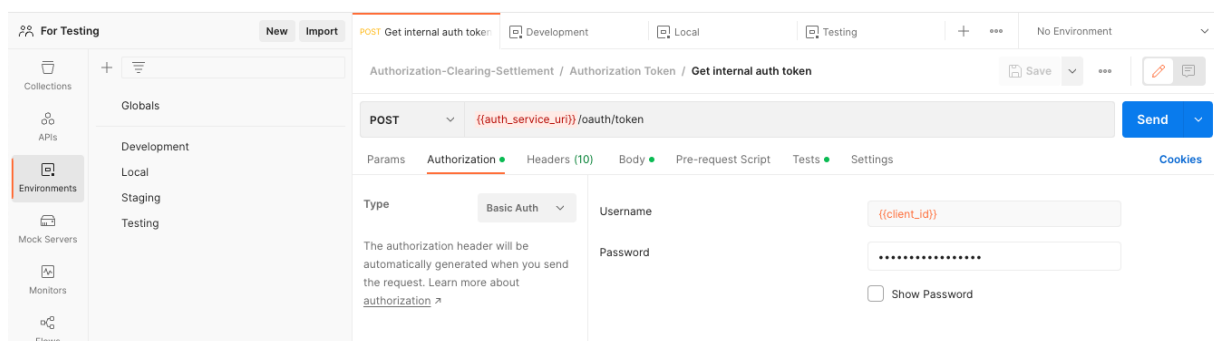 For Testing New Import
POST Get internal auth token Development Local Testing No Environment
Collections
APIs
Environments
Mock Servers
Monitors
Flows
Globals
Development
Local
Staging
Testing
Authorization-Clearing-Settlement / Authorization Token / Get internal auth token Save
POST {{auth_service_uri}}/oauth/token Send
Params Authorization Headers (10) Body Pre-request Script Tests Settings Cookies
Type Basic Auth
The authorization header will be
automatically generated when you send
the request. Learn more about
authorization ↗
Username {{client_id}}
Password •••••••••••••••••
Show Password